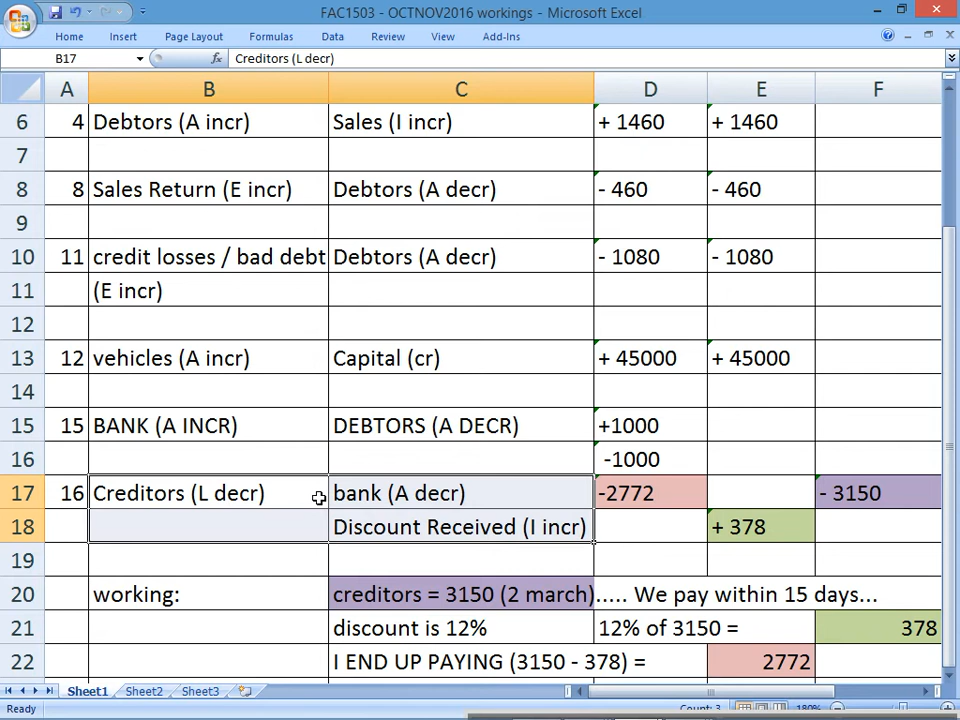 FAC1503 - OCTNOV2016 workings - Microsoft Excel
Home Insert Page Layout Formulas Data Review View Add-Ins
B17 fx Creditors (L decr)
A B C D E F
6 4 Debtors (A incr) Sales (I incr) + 1460 + 1460
7
8 8 Sales Return (E incr) Debtors (A decr) - 460 - 460
9
10 11 credit losses / bad debt Debtors (A decr) - 1080 - 1080
11 (E incr)
12
13 12 vehicles (A incr) Capital (cr) + 45000 + 45000
14
15 15 BANK (A INCR) DEBTORS (A DECR) +1000
16 -1000
17 16 Creditors (L decr) bank (A decr) -2772 - 3150
18 Discount Received (I incr) + 378
19
20 working: creditors = 3150 (2 march)..... We pay within 15 days...
21 discount is 12% 12% of 3150 = 378
22 I END UP PAYING (3150 - 378) = 2772
Sheet1 Sheet2 Sheet3
Ready Count: 3 180%